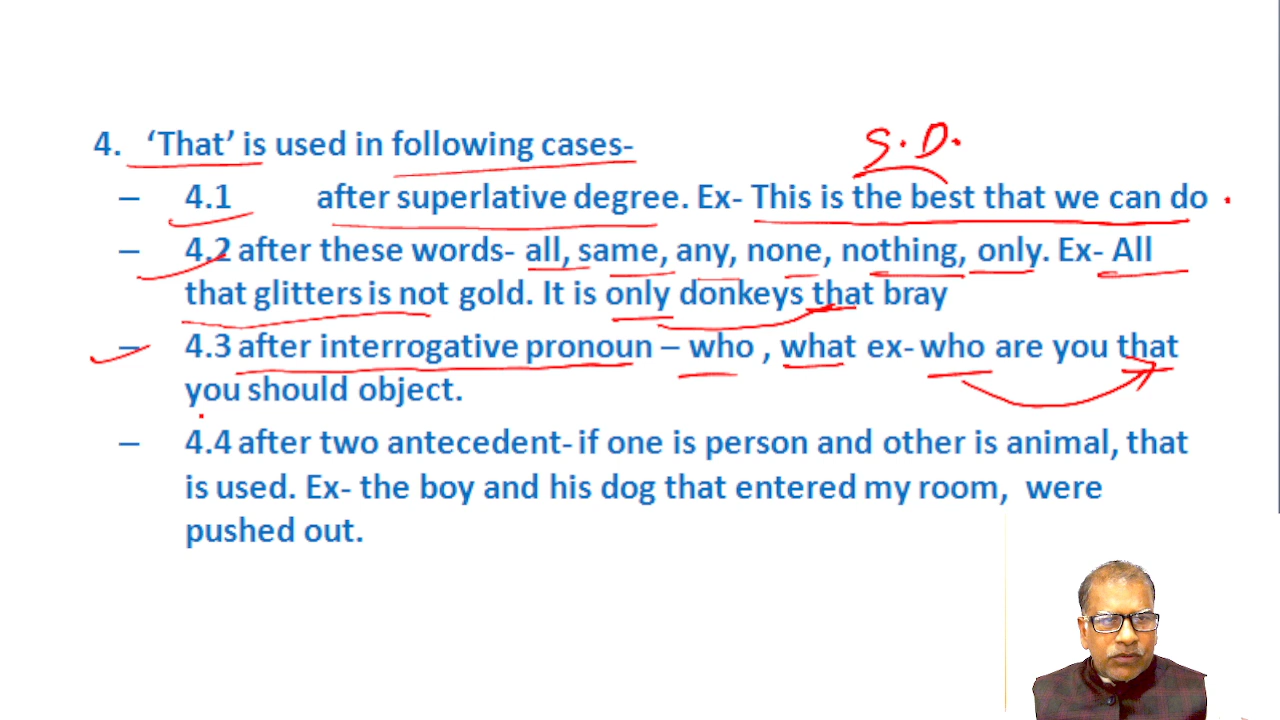 4. ‘That’ is used in following cases-
S. D.
– 4.1 after superlative degree. Ex- This is the best that we can do
– 4.2 after these words- all, same, any, none, nothing, only. Ex- All
that glitters is not gold. It is only donkeys that bray
– 4.3 after interrogative pronoun – who , what ex- who are you that
you should object.
– 4.4 after two antecedent- if one is person and other is animal, that
is used. Ex- the boy and his dog that entered my room, were
pushed out.